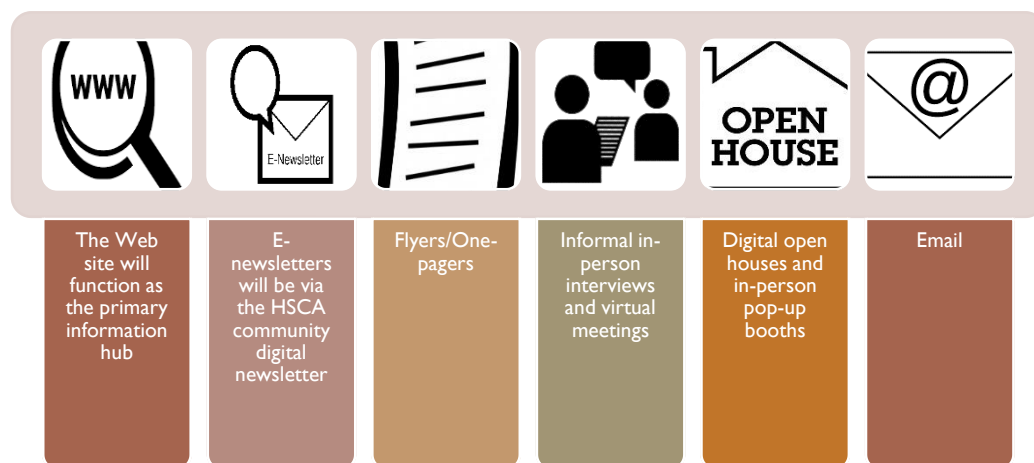 WWW
E-Newsletter
OPEN
HOUSE
@
The Web
site will
function as
the primary
information
hub
E-
newsletters
will be via
the HSCA
community
digital
newsletter
Flyers/One-
pagers
Informal in-
person
interviews
and virtual
meetings
Digital open
houses and
in-person
pop-up
booths
Email